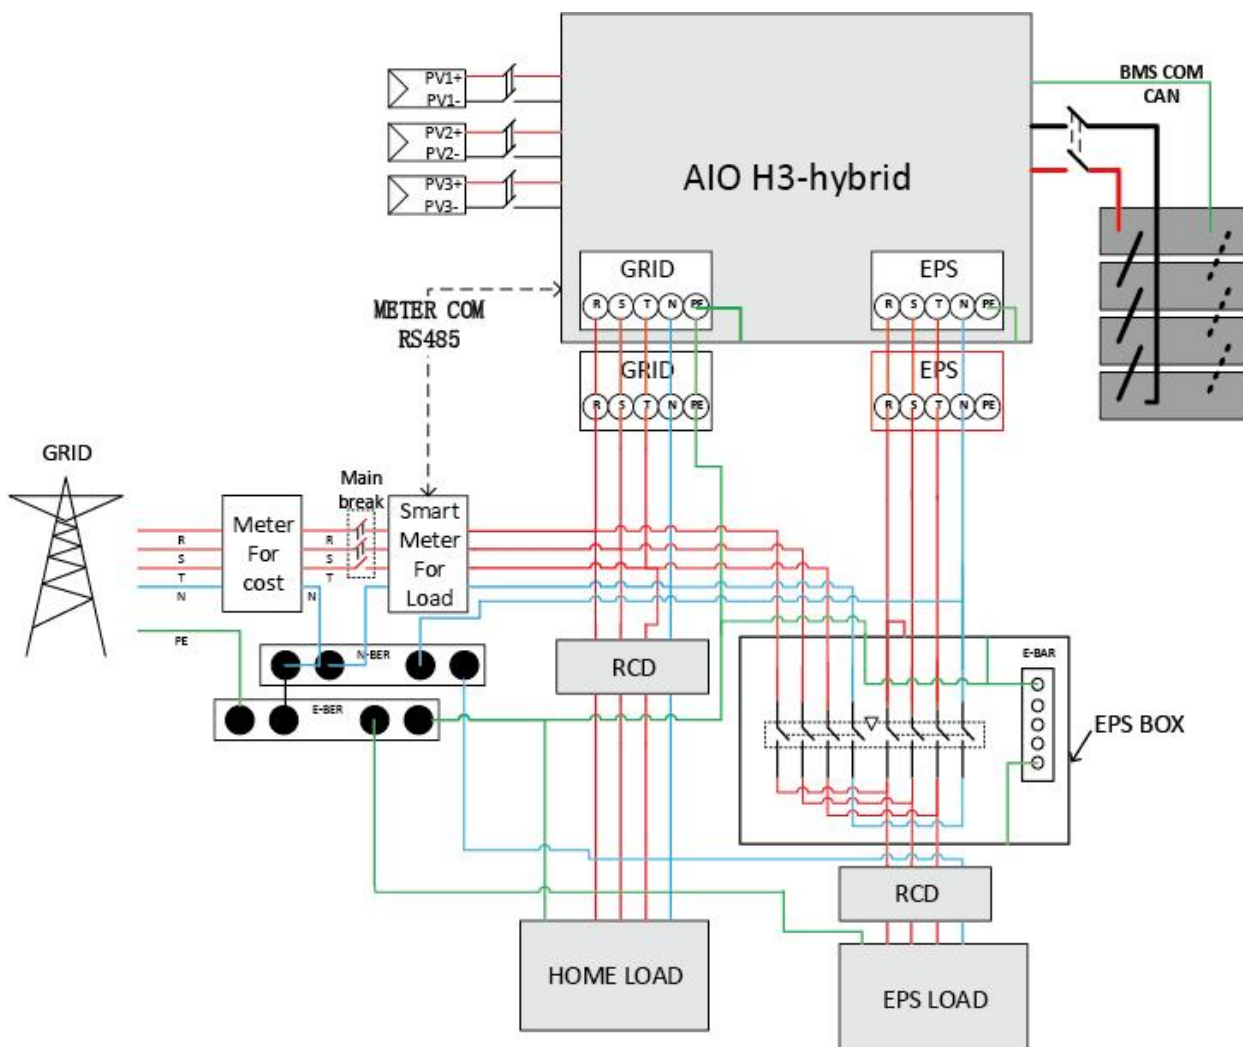 PV1+
PV1-
PV2+
PV2-
PV3+
PV3-
AIO H3-hybrid
BMS COM
CAN
GRID
R S T N PE
EPS
R S T N PE
METER COM
RS485
GRID
R S T N PE
EPS
R S T N PE
GRID
Main
break
Meter
For
cost
Smart
Meter
For
Load
R
S
T
N
PE
R
S
T
N
N-BER
E-BER
RCD
E-BAR
EPS BOX
RCD
HOME LOAD
EPS LOAD